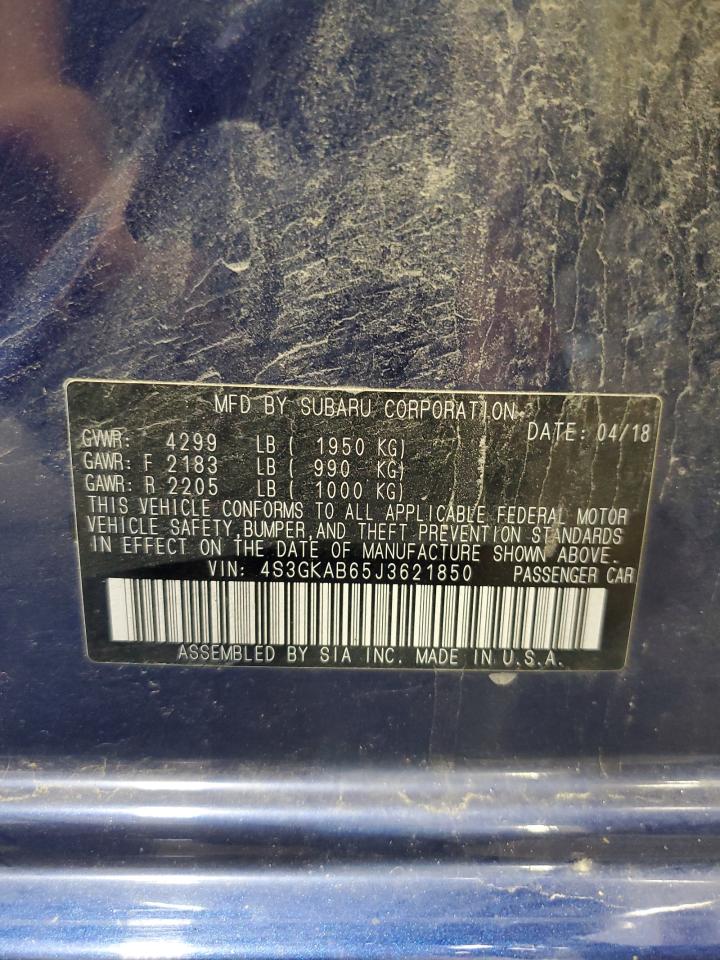 MFD BY SUBARU CORPORATION
DATE: 04/18
GVWR: 4299 LB ( 1950 KG)
GAWR: F 2183 LB ( 990 KG)
GAWR: R 2205 LB ( 1000 KG)
THIS VEHICLE CONFORMS TO ALL APPLICABLE FEDERAL MOTOR
VEHICLE SAFETY, BUMPER, AND THEFT PREVENTION STANDARDS
IN EFFECT ON THE DATE OF MANUFACTURE SHOWN ABOVE.
VIN: 4S3GKAB65J3621850 PASSENGER CAR
ASSEMBLED BY SIA INC. MADE IN U.S.A.